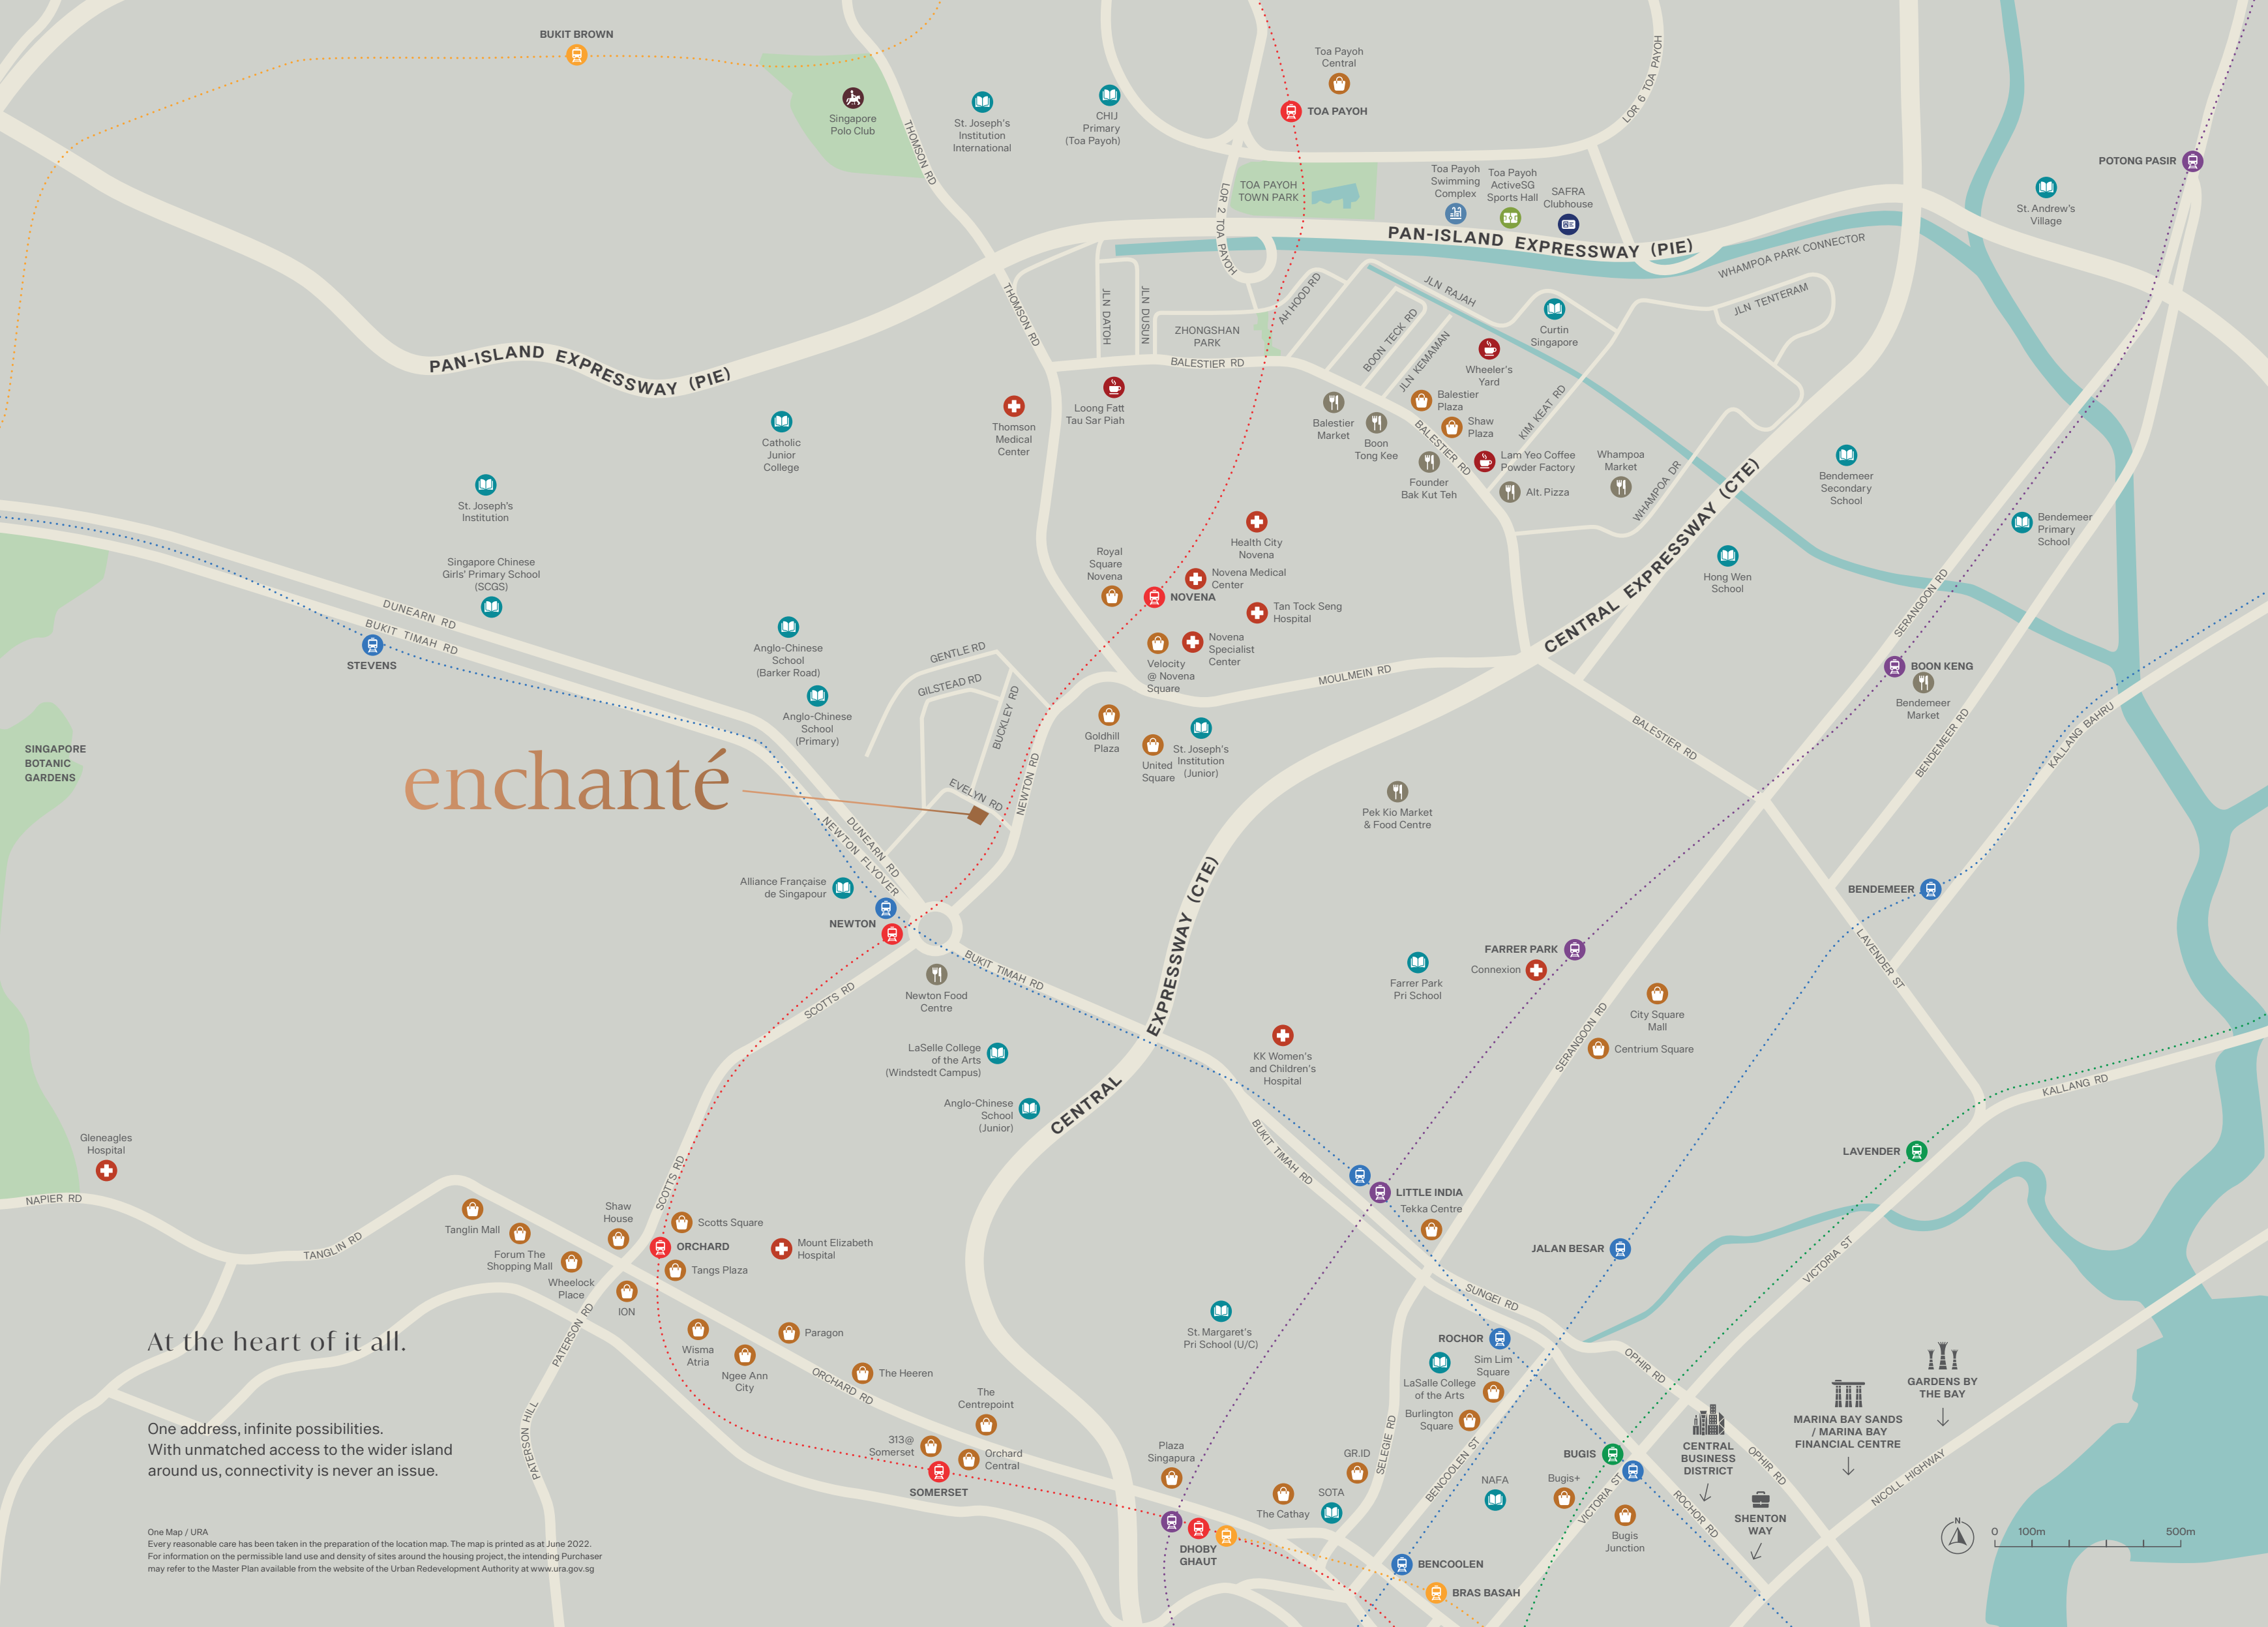 BUKIT BROWN
Singapore
Polo Club
THOMSON RD
St. Joseph's
Institution
International
CHIJ
Primary
(Toa Payoh)
Toa Payoh
Central
TOA PAYOH
LOR 6 TOA PAYOH
POTONG PASIR
St. Andrew's
Village
TOA PAYOH
TOWN PARK
LOR 2 TOA PAYOH
Toa Payoh
Swimming
Complex
Toa Payoh
ActiveSG
Sports Hall
SAFRA
Clubhouse
PAN-ISLAND EXPRESSWAY (PIE)
WHAMPOA PARK CONNECTOR
JLN TENTERAM
PAN-ISLAND EXPRESSWAY (PIE)
THOMSON RD
JLN DATOH
JLN DUSUN
ZHONGSHAN
PARK
BALESTIER RD
AH HOOD RD
JLN RAJAH
BOON TECK RD
JLN KEMAMAN
Curtin
Singapore
Wheeler's
Yard
KIM KEAT RD
Balestier
Plaza
Shaw
Plaza
BALESTIER RD
Balestier
Market
Boon
Tong Kee
Founder
Bak Kut Teh
Lam Yeo Coffee
Powder Factory
Alt. Pizza
Whampoa
Market
WHAMPOA DR
Loong Fatt
Tau Sar Piah
Thomson
Medical
Center
Catholic
Junior
College
St. Joseph's
Institution
Singapore Chinese
Girls' Primary School
(SCGS)
DUNEARN RD
BUKIT TIMAH RD
STEVENS
Bendemeer
Secondary
School
Bendemeer
Primary
School
Hong Wen
School
CENTRAL EXPRESSWAY (CTE)
SERANGOON RD
BOON KENG
Bendemeer
Market
BENDEMEER RD
KALLANG BAHRU
Health City
Novena
Royal
Square
Novena
NOVENA
Novena Medical
Center
Tan Tock Seng
Hospital
Novena
Specialist
Center
Velocity
@ Novena
Square
MOULMEIN RD
BALESTIER RD
Anglo-Chinese
School
(Barker Road)
Anglo-Chinese
School
(Primary)
GENTLE RD
GILSTEAD RD
BUCKLEY RD
EVELYN RD
NEWTON RD
Goldhill
Plaza
United
Square
St. Joseph's
Institution
(Junior)
SINGAPORE
BOTANIC
GARDENS
enchanté
DUNEARN RD
NEWTON FLYOVER
Pek Kio Market
& Food Centre
Alliance Française
de Singapour
NEWTON
Newton Food
Centre
BUKIT TIMAH RD
SCOTTS RD
CENTRAL EXPRESSWAY (CTE)
BENDEMEER
LAVENDER ST
FARRER PARK
Connexion
Farrer Park
Pri School
City Square
Mall
Centrium Square
SERANGOON RD
KK Women's
and Children's
Hospital
LaSelle College
of the Arts
(Windstedt Campus)
Anglo-Chinese
School
(Junior)
BUKIT TIMAH RD
KALLANG RD
LAVENDER
LITTLE INDIA
Tekka Centre
JALAN BESAR
VICTORIA ST
Gleneagles
Hospital
NAPIER RD
TANGLIN RD
Tanglin Mall
Forum The
Shopping Mall
Wheelock
Place
Shaw
House
SCOTTS RD
Scotts Square
ORCHARD
Tangs Plaza
Mount Elizabeth
Hospital
ION
PATERSON RD
Wisma
Atria
Ngee Ann
City
Paragon
The Heeren
ORCHARD RD
The
Centrepoint
313@
Somerset
Orchard
Central
SOMERSET
PATERSON HILL
St. Margaret's
Pri School (U/C)
SUNGEI RD
ROCHOR
Sim Lim
Square
LaSalle College
of the Arts
Burlington
Square
OPHIR RD
SELEGIE RD
BENCOOLEN ST
GR.ID
Plaza
Singapura
The Cathay
SOTA
NAFA
DHOBY
GHAUT
BENCOOLEN
BRAS BASAH
BUGIS
Bugis+
VICTORIA ST
Bugis
Junction
ROCHOR RD
OPHIR RD
NICOLL HIGHWAY
CENTRAL
BUSINESS
DISTRICT
SHENTON
WAY
MARINA BAY SANDS
/ MARINA BAY
FINANCIAL CENTRE
GARDENS BY
THE BAY
N
0 100m 500m
At the heart of it all.
One address, infinite possibilities.
With unmatched access to the wider island
around us, connectivity is never an issue.
One Map / URA
Every reasonable care has been taken in the preparation of the location map. The map is printed as at June 2022.
For information on the permissible land use and density of sites around the housing project, the intending Purchaser
may refer to the Master Plan available from the website of the Urban Redevelopment Authority at www.ura.gov.sg